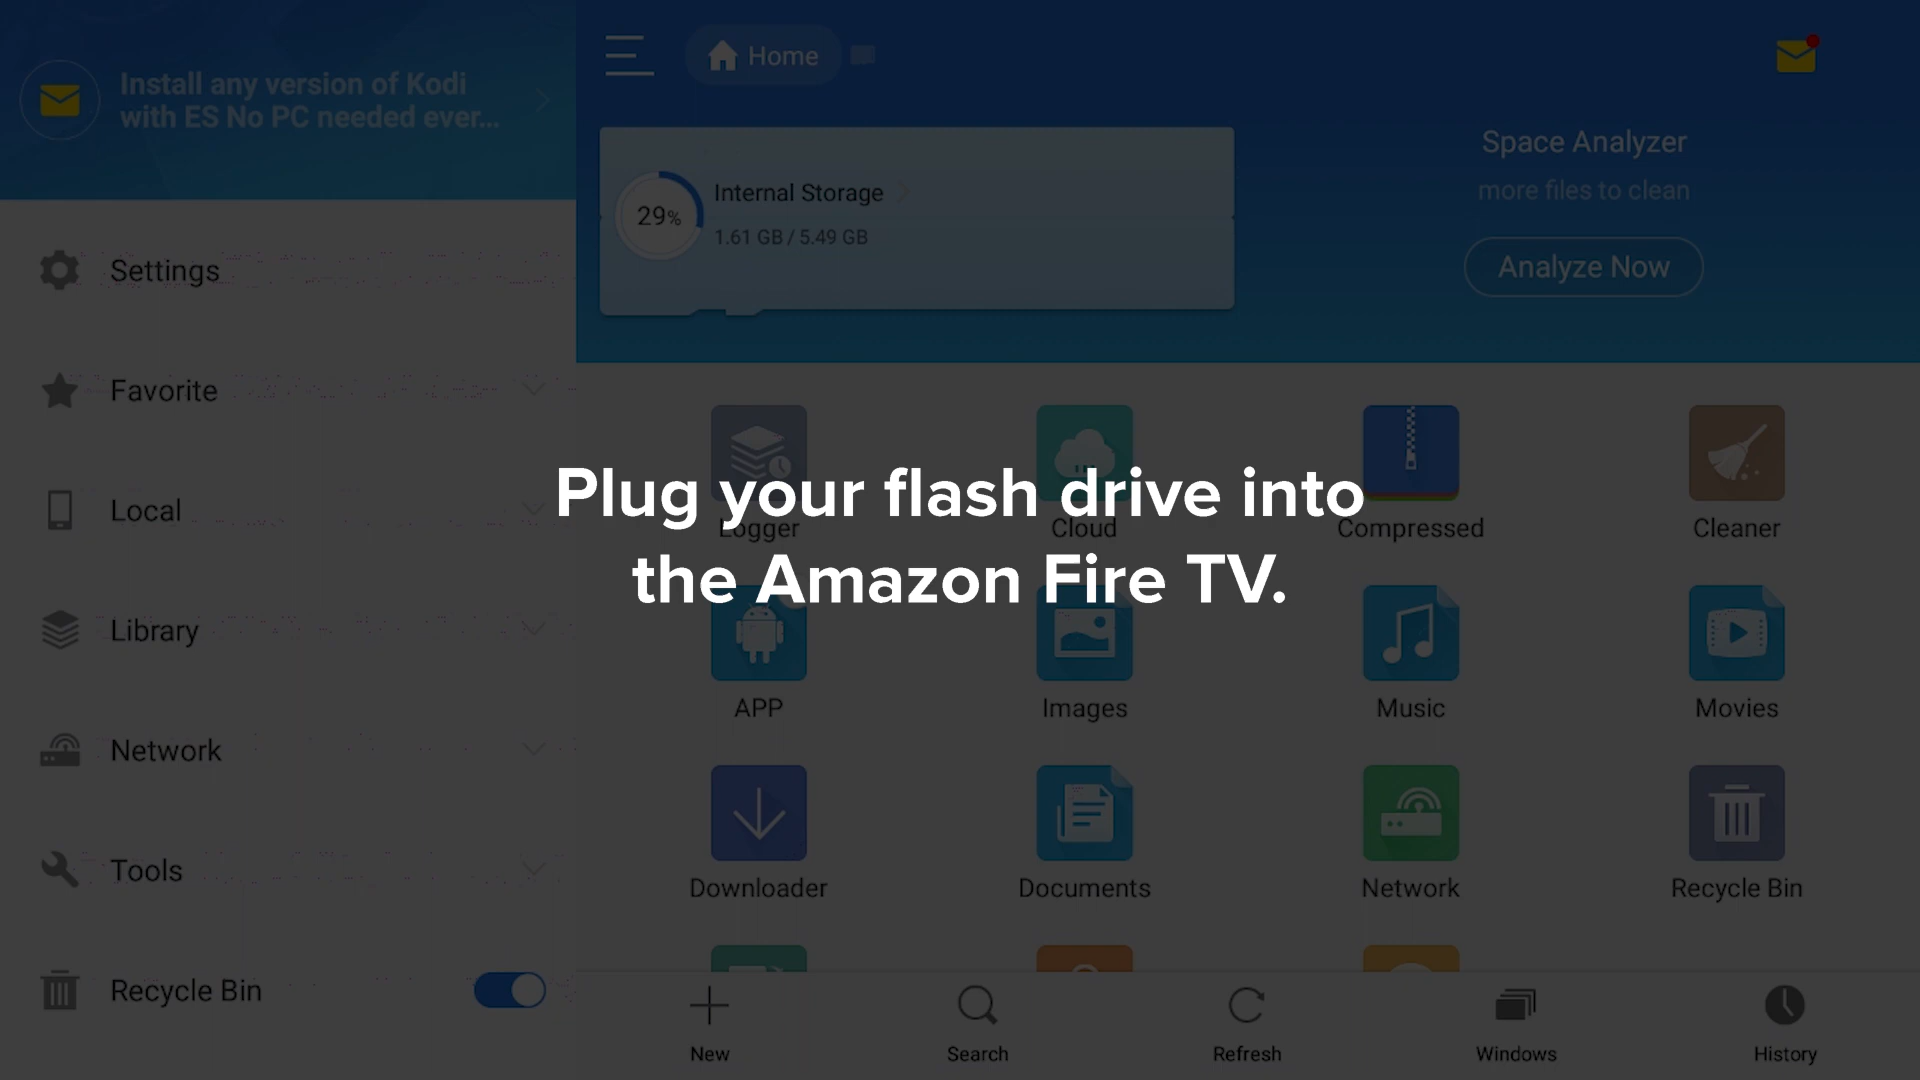 Install any version of Kodi
with ES No PC needed ever...
Home
Space Analyzer
more files to clean
Analyze Now
29%
Internal Storage
1.61 GB / 5.49 GB
Settings
Favorite
Local
Library
Network
Tools
Recycle Bin
Plug your flash drive into
the Amazon Fire TV.
Logger
Cloud
Compressed
Cleaner
APP
Images
Music
Movies
Downloader
Documents
Network
Recycle Bin
New
Search
Refresh
Windows
History